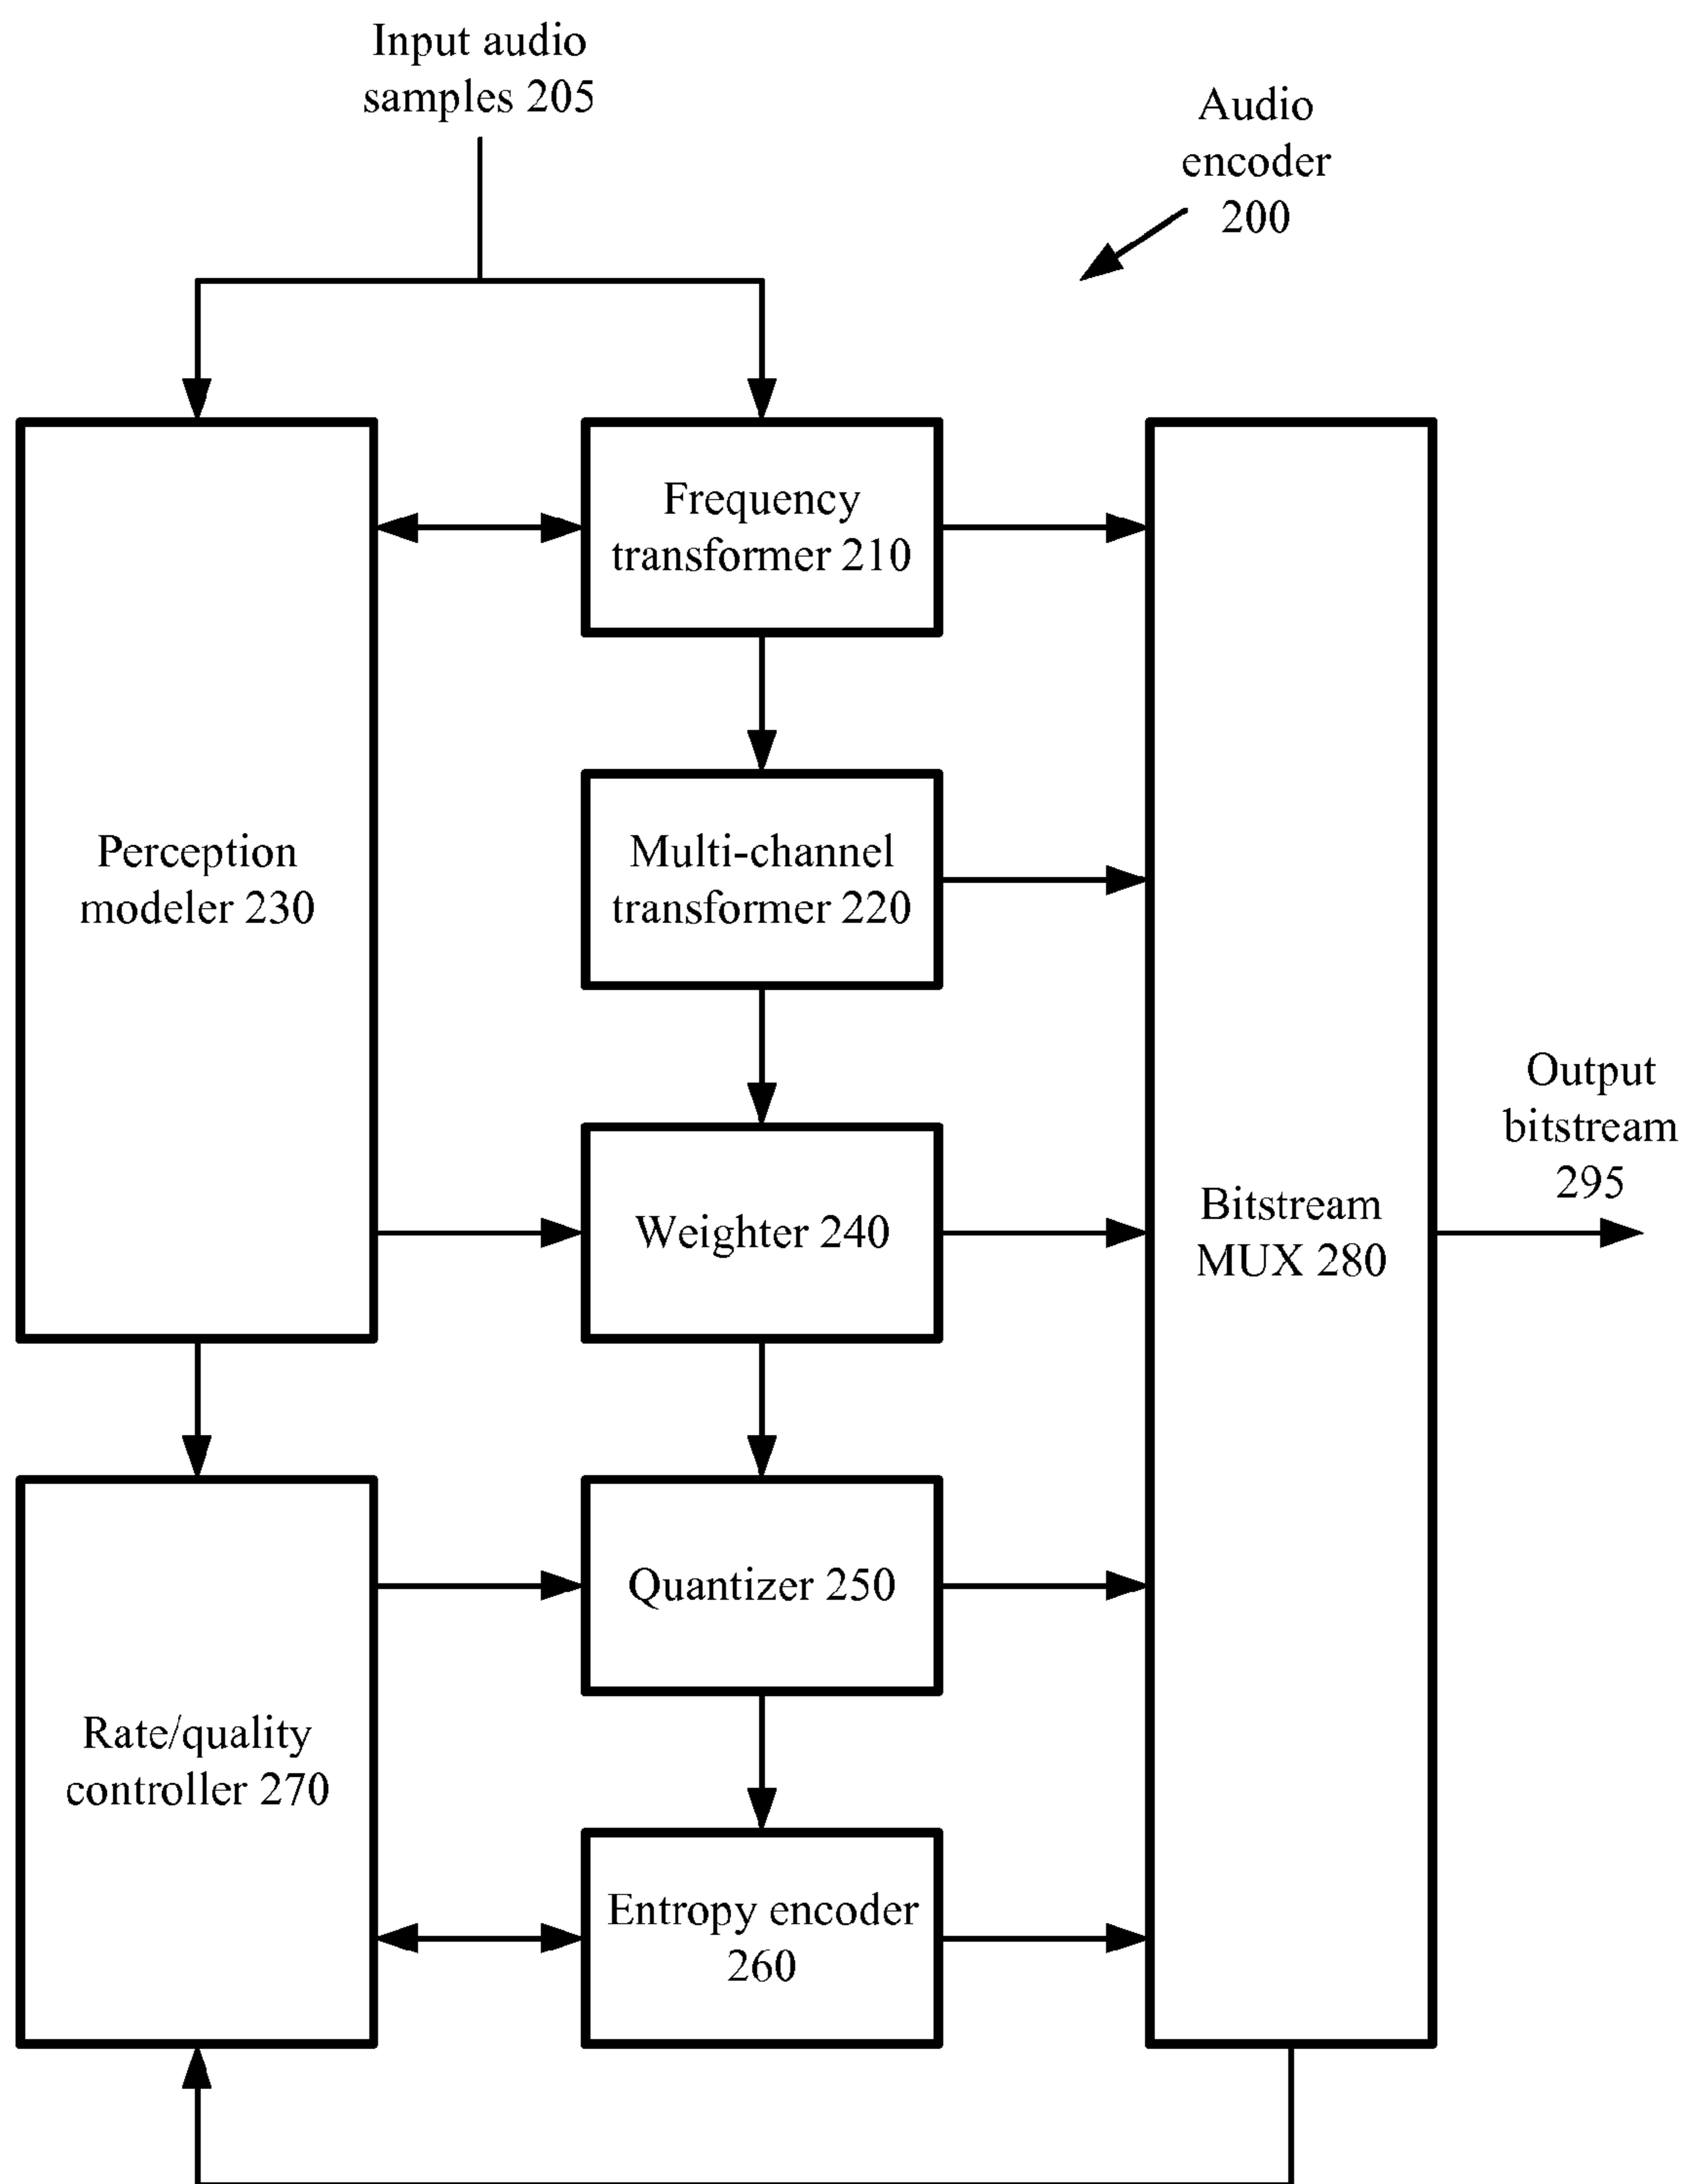 Input audio
samples 205
Audio
encoder
200
Frequency
transformer 210
Perception
modeler 230
Multi-channel
transformer 220
Output
bitstream
295
Weighter 240
Bitstream
MUX 280
Quantizer 250
Rate/quality
controller 270
Entropy encoder
260